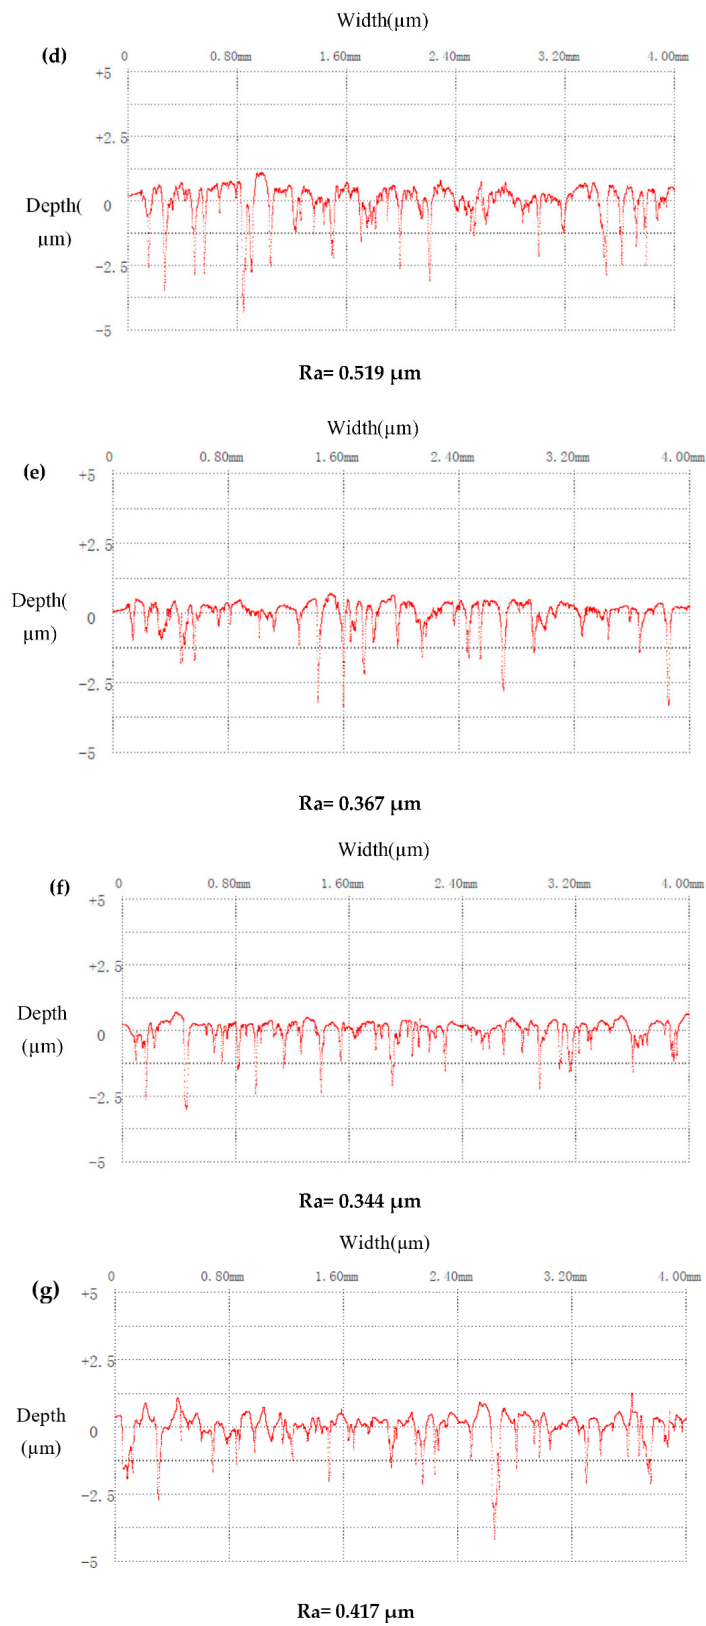 Width(µm)
(d)
0 0.80mm 1.60mm 2.40mm 3.20mm 4.00mm
+5
+2.5
Depth(
µm)
0
-2.5
-5
Ra= 0.519 µm
Width(µm)
(e)
0 0.80mm 1.60mm 2.40mm 3.20mm 4.00mm
+5
+2.5
Depth(
µm)
0
-2.5
-5
Ra= 0.367 µm
Width(µm)
(f)
0 0.80mm 1.60mm 2.40mm 3.20mm 4.00mm
+5
+2.5
Depth
(µm)
0
-2.5
-5
Ra= 0.344 µm
Width(µm)
(g)
0 0.80mm 1.60mm 2.40mm 3.20mm 4.00mm
+5
+2.5
Depth
(µm)
0
-2.5
-5
Ra= 0.417 µm